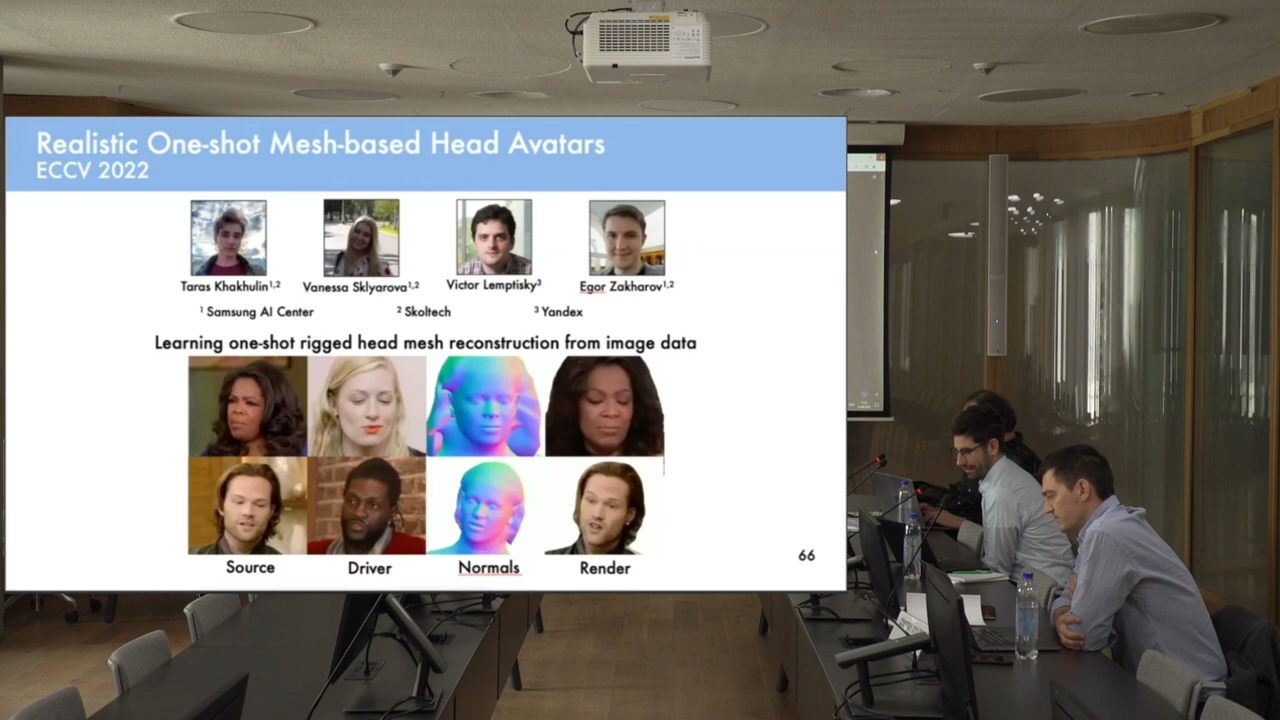 Realistic One-shot Mesh-based Head Avatars
ECCV 2022
Taras Khakhulin¹,² Vanessa Sklyarova¹,² Victor Lemptisky³ Egor Zakharov¹,²
¹ Samsung AI Center ² Skoltech ³ Yandex
Learning one-shot rigged head mesh reconstruction from image data
Source Driver Normals Render
66